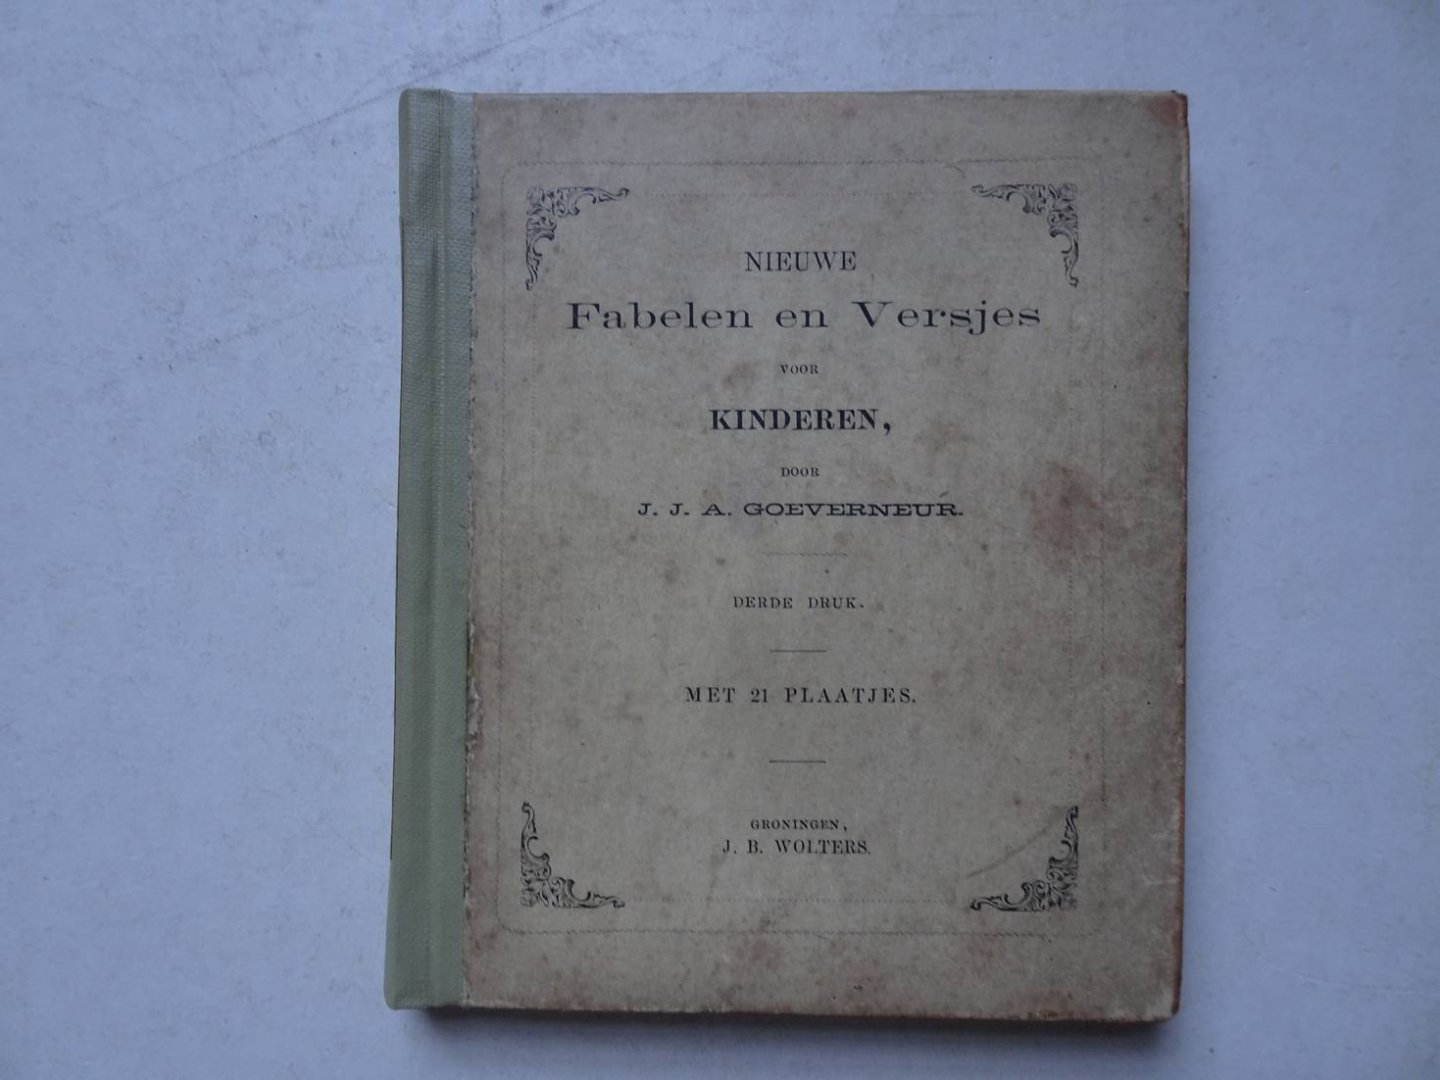 NIEUWE
Fabelen en Versjes
VOOR
KINDEREN,
DOOR
J. J. A. GOEVERNEUR.
DERDE DRUK.
MET 21 PLAATJES.
GRONINGEN,
J. B. WOLTERS.